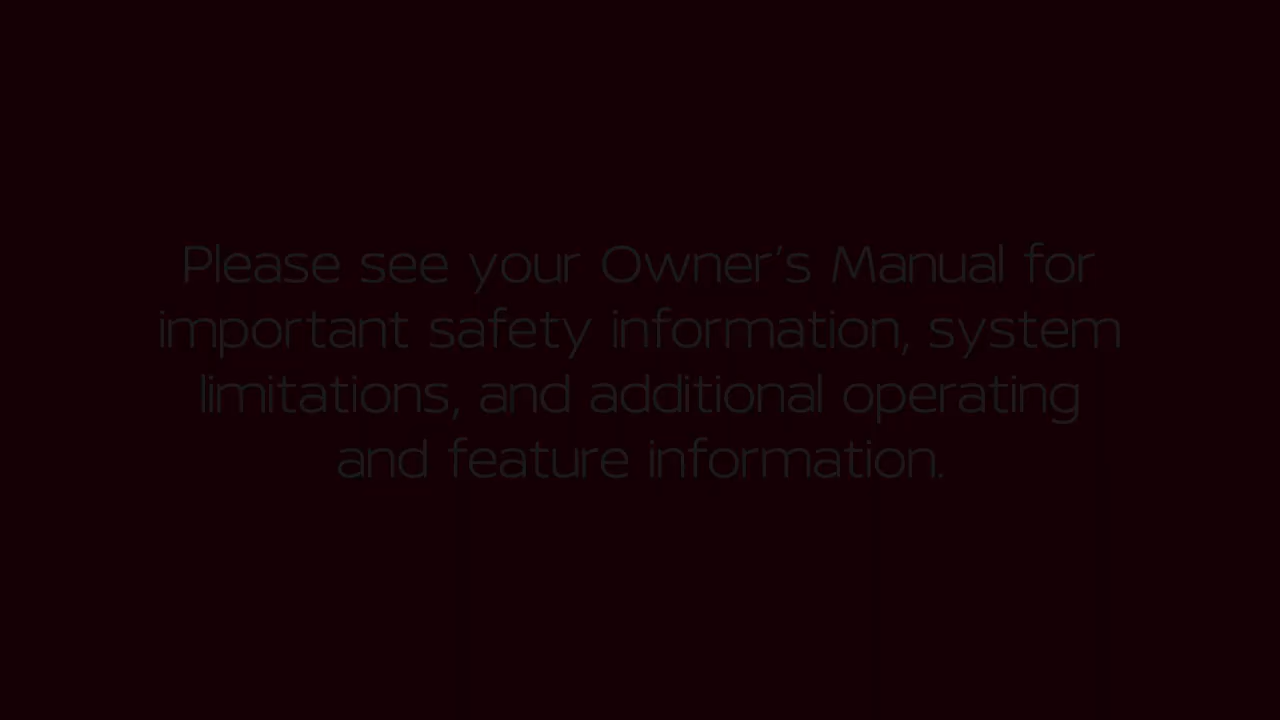 Please see your Owner’s Manual for
important safety information, system
limitations, and additional operating
and feature information.